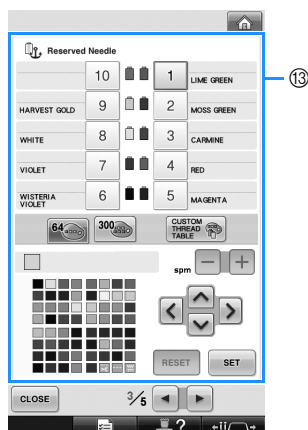 Reserved Needle
⑬
10 1 LIME GREEN
HARVEST GOLD 9 2 MOSS GREEN
WHITE 8 3 CARMINE
VIOLET 7 4 RED
WISTERIA
VIOLET 6 5 MAGENTA
64 300 CUSTOM
THREAD
TABLE
spm − +
RESET SET
CLOSE 3/5
?